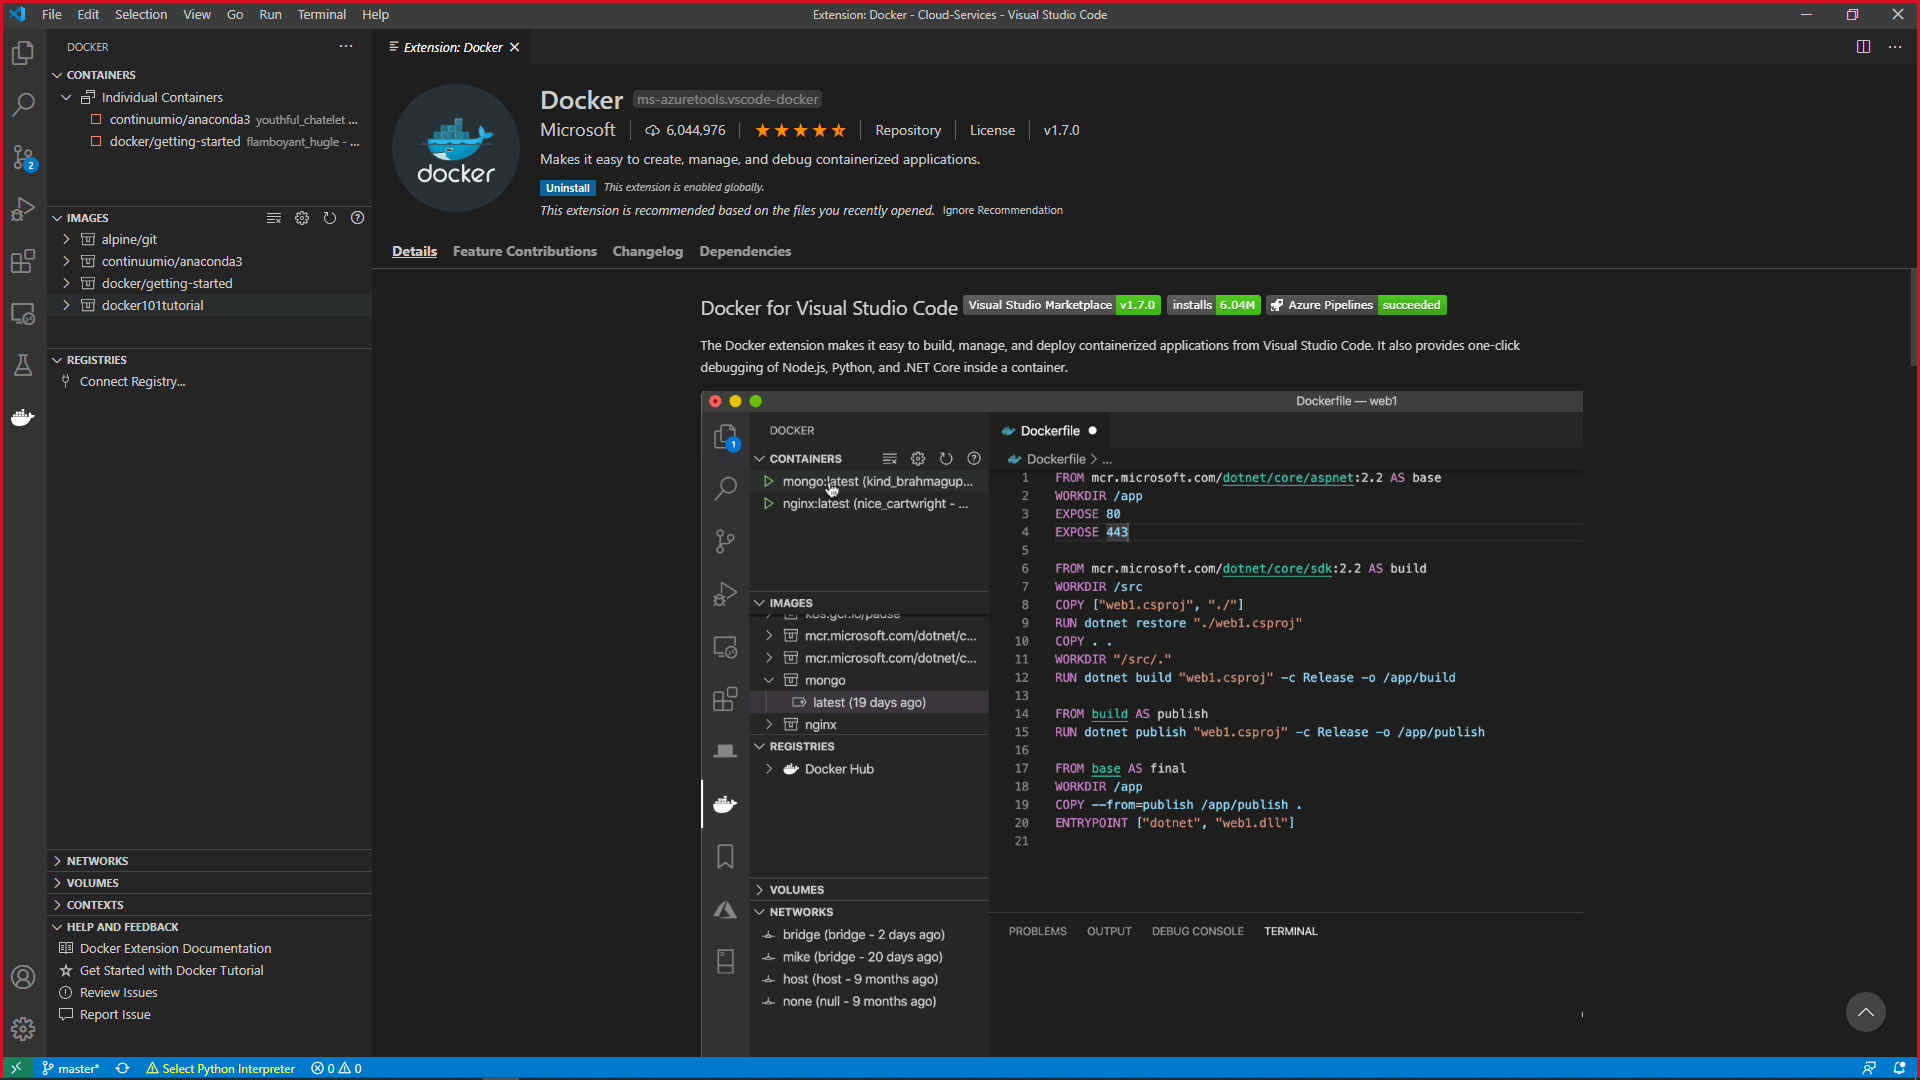 File Edit Selection View Go Run Terminal Help
Extension: Docker - Cloud-Services - Visual Studio Code
DOCKER
CONTAINERS
Individual Containers
continuumio/anaconda3 youthful_chatelet ...
docker/getting-started flamboyant_hugle - ...
2
IMAGES
alpine/git
continuumio/anaconda3
docker/getting-started
docker101tutorial
REGISTRIES
Connect Registry...
NETWORKS
VOLUMES
CONTEXTS
HELP AND FEEDBACK
Docker Extension Documentation
Get Started with Docker Tutorial
Review Issues
Report Issue
Extension: Docker
docker
Docker ms-azuretools.vscode-docker
Microsoft 6,044,976 Repository License v1.7.0
Makes it easy to create, manage, and debug containerized applications.
Uninstall This extension is enabled globally.
This extension is recommended based on the files you recently opened. Ignore Recommendation
Details Feature Contributions Changelog Dependencies
Docker for Visual Studio Code Visual Studio Marketplace v1.7.0 installs 6.04M Azure Pipelines succeeded
The Docker extension makes it easy to build, manage, and deploy containerized applications from Visual Studio Code. It also provides one-click
debugging of Node.js, Python, and .NET Core inside a container.
Dockerfile — web1
1
DOCKER
CONTAINERS
mongo:latest (kind_brahmagup...
nginx:latest (nice_cartwright - ...
IMAGES
k8s.gcr.io/pause
mcr.microsoft.com/dotnet/c...
mcr.microsoft.com/dotnet/c...
mongo
latest (19 days ago)
nginx
REGISTRIES
Docker Hub
VOLUMES
NETWORKS
bridge (bridge - 2 days ago)
mike (bridge - 20 days ago)
host (host - 9 months ago)
none (null - 9 months ago)
Dockerfile
Dockerfile > ...
1 FROM mcr.microsoft.com/dotnet/core/aspnet:2.2 AS base
2 WORKDIR /app
3 EXPOSE 80
4 EXPOSE 443
5
6 FROM mcr.microsoft.com/dotnet/core/sdk:2.2 AS build
7 WORKDIR /src
8 COPY ["web1.csproj", "./"]
9 RUN dotnet restore "./web1.csproj"
10 COPY . .
11 WORKDIR "/src/."
12 RUN dotnet build "web1.csproj" -c Release -o /app/build
13
14 FROM build AS publish
15 RUN dotnet publish "web1.csproj" -c Release -o /app/publish
16
17 FROM base AS final
18 WORKDIR /app
19 COPY --from=publish /app/publish .
20 ENTRYPOINT ["dotnet", "web1.dll"]
21
PROBLEMS OUTPUT DEBUG CONSOLE TERMINAL
master* Select Python Interpreter 0 0